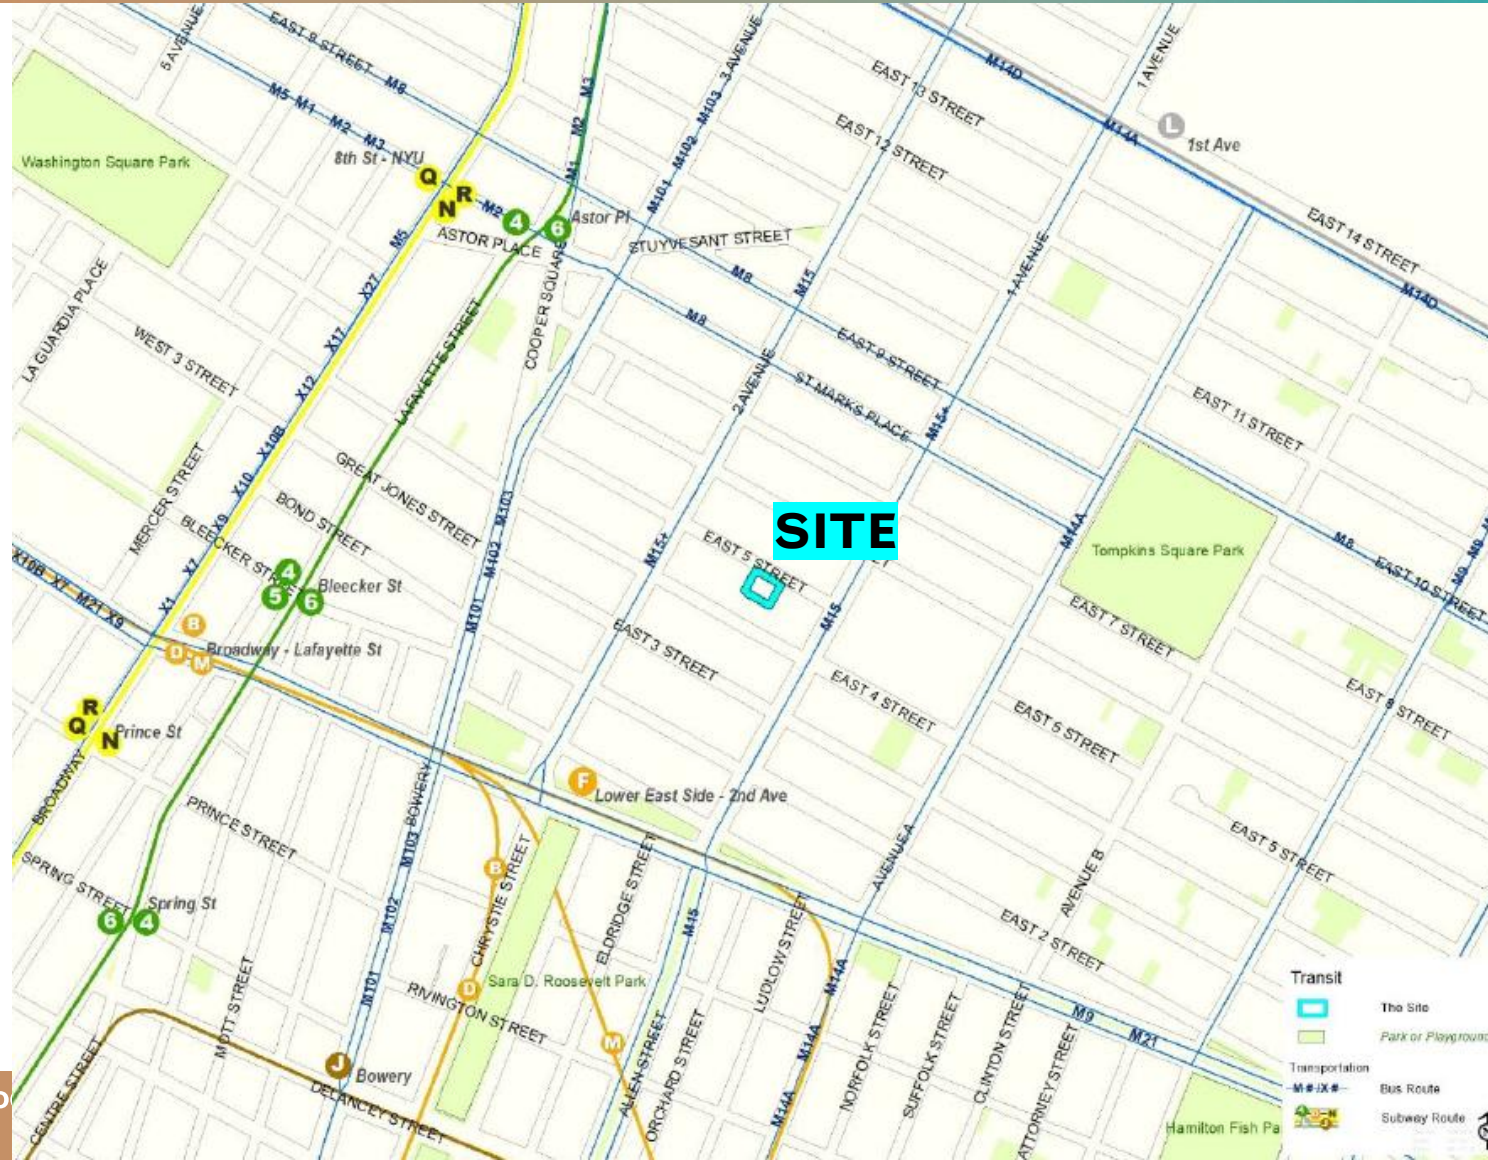 5 AVENUE
EAST 9 STREET
M8
M5 M1 M2 M3
8th St - NYU
Q
R
N
M2
4
6
Astor Pl
M1
M2
M3
M101 M102 M103 3 AVENUE
EAST 13 STREET
EAST 12 STREET
M14D
M14A
1 AVENUE
L
1st Ave
EAST 14 STREET
M14D
Washington Square Park
ASTOR PLACE
STUYVESANT STREET
COOPER SQUARE
M5
X27
X17
X12
X10B
X10
X9
X7
X1
LAGUARDIA PLACE
WEST 3 STREET
LAFAYETTE STREET
M8
M8
M15
1 AVENUE
EAST 9 STREET
2 AVENUE
ST MARKS PLACE
M15+
EAST 11 STREET
MERCER STREET
GREAT JONES STREET
BOND STREET
BLEECKER STREET
M101 M102 M103
M15+
SITE
EAST 5 STREET
M14A
Tompkins Square Park
M8
EAST 10 STREET
M9
M9
X10B X7 M21 X9
4
5
6
Bleecker St
B
D
M
Broadway - Lafayette St
M15
EAST 3 STREET
EAST 7 STREET
EAST 4 STREET
EAST 5 STREET
EAST 8 STREET
R
Q
N
Prince St
BROADWAY
F
Lower East Side - 2nd Ave
PRINCE STREET
M101 M102 M103 BOWERY
SPRING STREET
Spring St
6
4
B
D
M
CHRYSTIE STREET
ELDRIDGE STREET
M15
LUDLOW STREET
AVENUE A
AVENUE B
EAST 5 STREET
EAST 2 STREET
M14A
Sara D. Roosevelt Park
RIVINGTON STREET
MOTT STREET
CENTRE STREET
J
Bowery
DELANCEY STREET
ALLEN STREET
ORCHARD STREET
M14A
M14A
NORFOLK STREET
SUFFOLK STREET
CLINTON STREET
ATTORNEY STREET
M9
M21
Hamilton Fish Pa
Transit
The Site
Park or Playground
Transportation
M#/X#
Bus Route
Subway Route